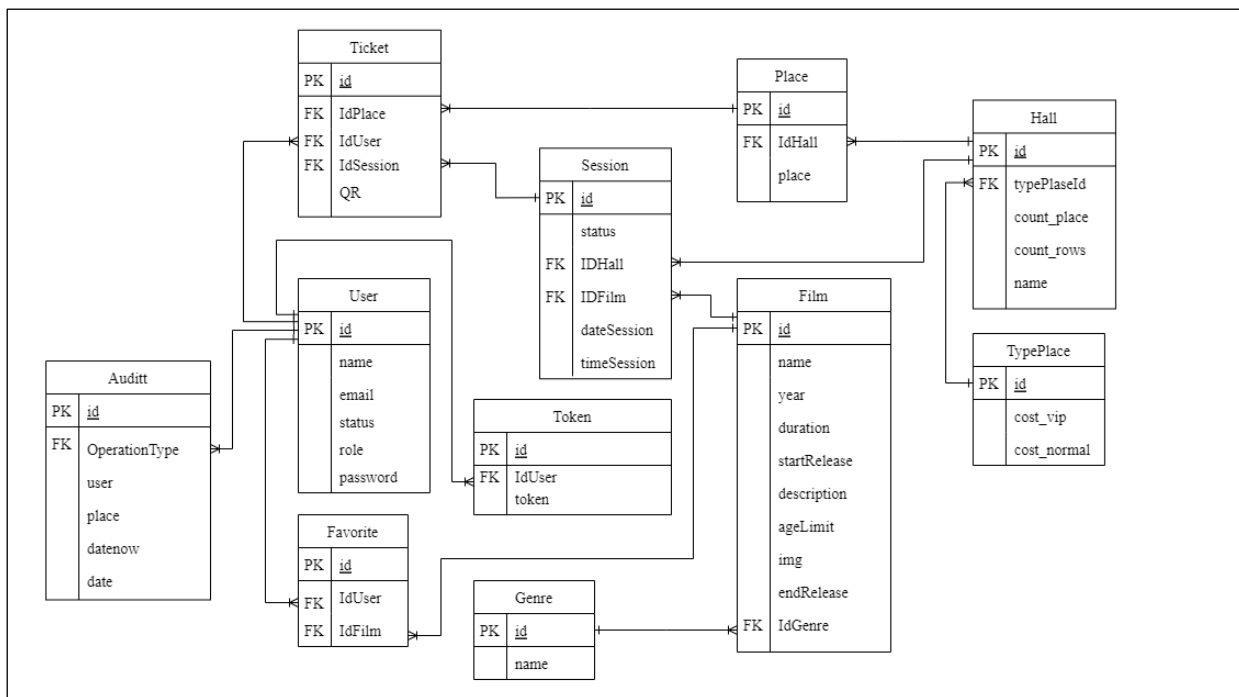 Ticket
PK id
FK IdPlace
FK IdUser
FK IdSession
QR
Place
PK id
FK IdHall
place
Hall
PK id
FK typePlaseId
count_place
count_rows
name
Session
PK id
status
FK IDHall
FK IDFilm
dateSession
timeSession
User
PK id
name
email
status
role
password
Film
PK id
name
year
duration
startRelease
description
ageLimit
img
endRelease
FK IdGenre
TypePlace
PK id
cost_vip
cost_normal
Auditt
PK id
FK OperationType
user
place
datenow
date
Token
PK id
FK IdUser
token
Favorite
PK id
FK IdUser
FK IdFilm
Genre
PK id
name